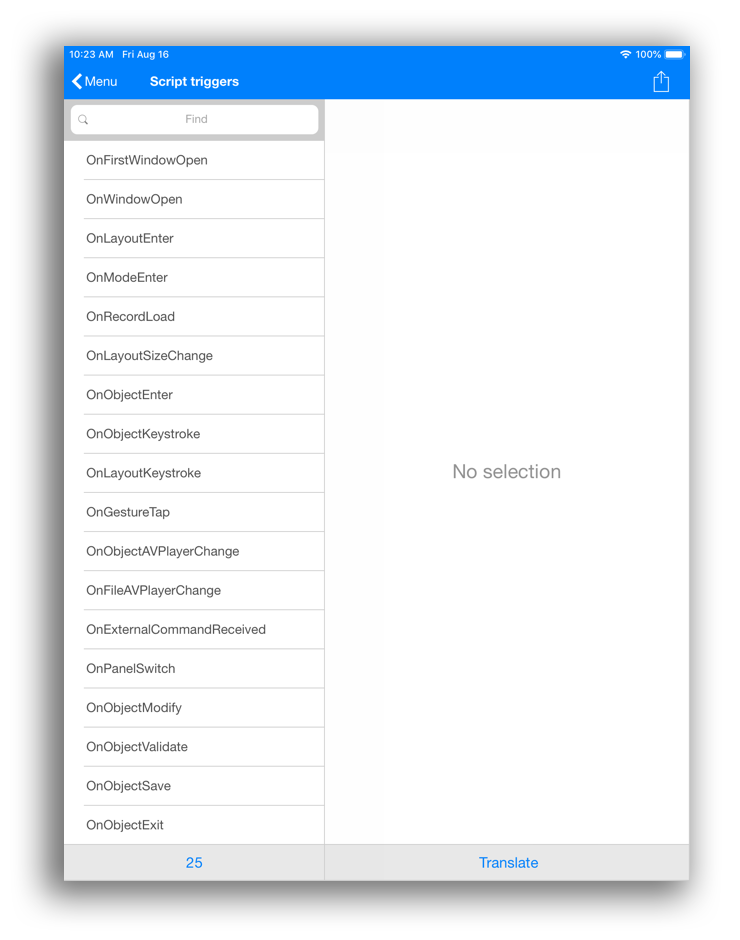 10:23 AM Fri Aug 16 100%
Menu Script triggers
Find
OnFirstWindowOpen
OnWindowOpen
OnLayoutEnter
OnModeEnter
OnRecordLoad
OnLayoutSizeChange
OnObjectEnter
OnObjectKeystroke
OnLayoutKeystroke
OnGestureTap
OnObjectAVPlayerChange
OnFileAVPlayerChange
OnExternalCommandReceived
OnPanelSwitch
OnObjectModify
OnObjectValidate
OnObjectSave
OnObjectExit
No selection
25
Translate